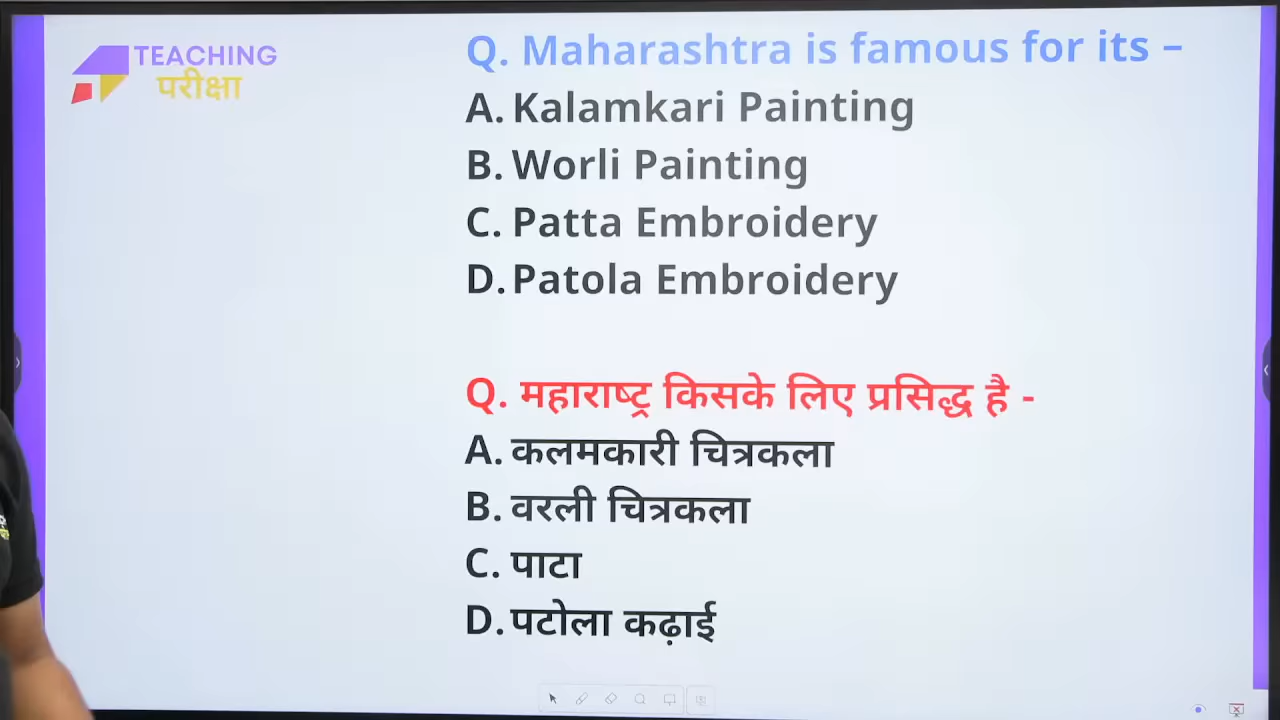 TEACHING
परीक्षा
Q. Maharashtra is famous for its –
A. Kalamkari Painting
B. Worli Painting
C. Patta Embroidery
D. Patola Embroidery
Q. महाराष्ट्र किसके लिए प्रसिद्ध है -
A. कलमकारी चित्रकला
B. वरली चित्रकला
C. पाटा
D. पटोला कढ़ाई